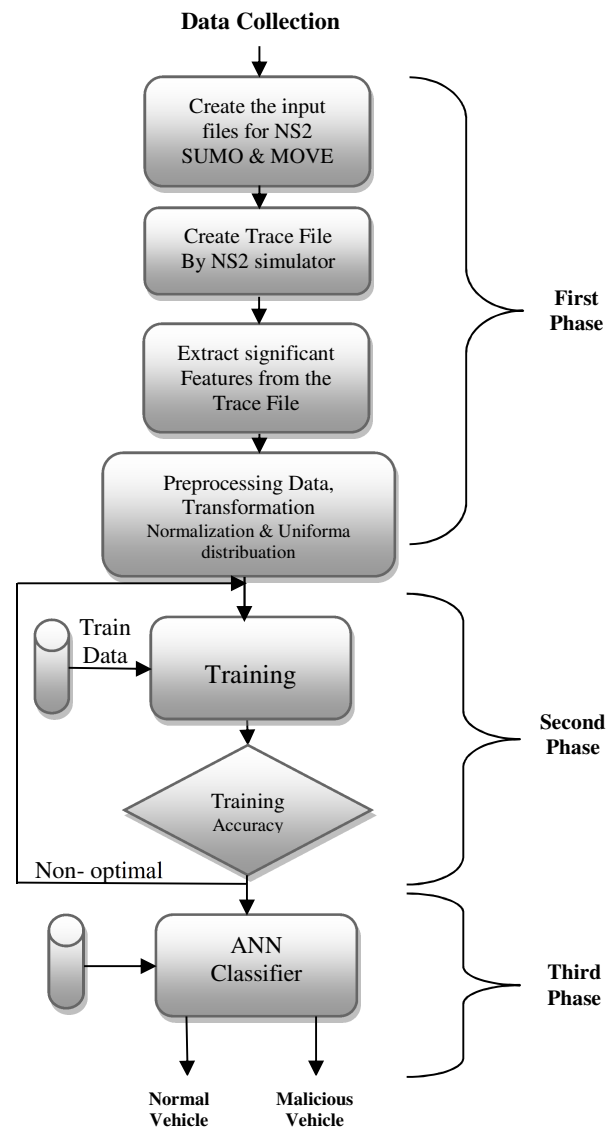 Data Collection
Create the input
files for NS2
SUMO & MOVE
Create Trace File
By NS2 simulator
First
Phase
Extract significant
Features from the
Trace File
Preprocessing Data,
Transformation
Normalization & Uniforma
distribuation
Train
Data
Training
Second
Phase
Training
Accuracy
Non- optimal
ANN
Classifier
Third
Phase
Normal
Vehicle
Malicious
Vehicle